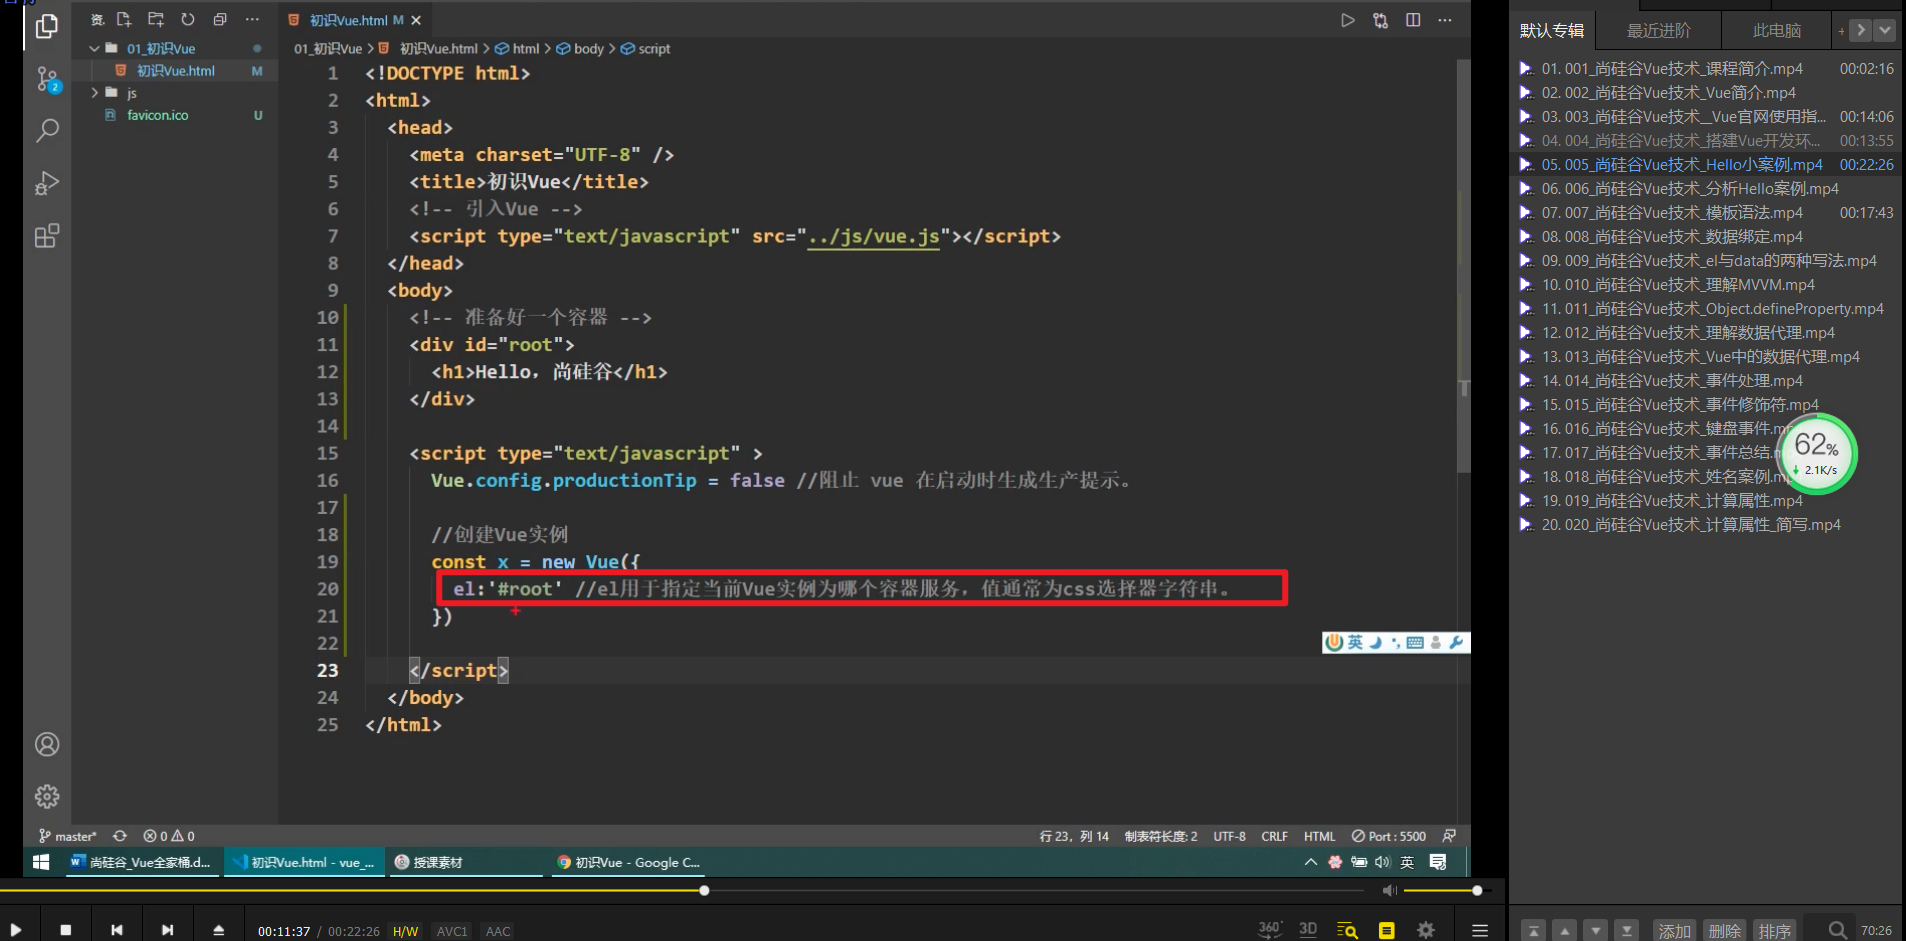 资.
初识Vue.html M ×
01_初识Vue
初识Vue.html M
js
favicon.ico U
2
01_初识Vue > 初识Vue.html > html > body > script
1 <!DOCTYPE html>
2 <html>
3 <head>
4 <meta charset="UTF-8" />
5 <title>初识Vue</title>
6 <!-- 引入Vue -->
7 <script type="text/javascript" src="../js/vue.js"></script>
8 </head>
9 <body>
10 <!-- 准备好一个容器 -->
11 <div id="root">
12 <h1>Hello，尚硅谷</h1>
13 </div>
14
15 <script type="text/javascript" >
16 Vue.config.productionTip = false //阻止 vue 在启动时生成生产提示。
17
18 //创建Vue实例
19 const x = new Vue({
20 el:'#root' //el用于指定当前Vue实例为哪个容器服务，值通常为css选择器字符串。
21 })
22
23 </script>
24 </body>
25 </html>
英
master* 0 0
行 23，列 14 制表符长度: 2 UTF-8 CRLF HTML Port : 5500
尚硅谷_Vue全家桶.d...
初识Vue.html - vue_...
授课素材
初识Vue - Google C...
英
00:11:37 / 00:22:26 H/W AVC1 AAC
360° 3D
默认专辑 最近进阶 此电脑 +
01. 001_尚硅谷Vue技术_课程简介.mp4 00:02:16
02. 002_尚硅谷Vue技术_Vue简介.mp4
03. 003_尚硅谷Vue技术__Vue官网使用指... 00:14:06
04. 004_尚硅谷Vue技术_搭建Vue开发环... 00:13:55
05. 005_尚硅谷Vue技术_Hello小案例.mp4 00:22:26
06. 006_尚硅谷Vue技术_分析Hello案例.mp4
07. 007_尚硅谷Vue技术_模板语法.mp4 00:17:43
08. 008_尚硅谷Vue技术_数据绑定.mp4
09. 009_尚硅谷Vue技术_el与data的两种写法.mp4
10. 010_尚硅谷Vue技术_理解MVVM.mp4
11. 011_尚硅谷Vue技术_Object.defineProperty.mp4
12. 012_尚硅谷Vue技术_理解数据代理.mp4
13. 013_尚硅谷Vue技术_Vue中的数据代理.mp4
14. 014_尚硅谷Vue技术_事件处理.mp4
15. 015_尚硅谷Vue技术_事件修饰符.mp4
16. 016_尚硅谷Vue技术_键盘事件.m
17. 017_尚硅谷Vue技术_事件总结.m
18. 018_尚硅谷Vue技术_姓名案例.m
19. 019_尚硅谷Vue技术_计算属性.mp4
20. 020_尚硅谷Vue技术_计算属性_简写.mp4
62%
2.1K/s
添加 删除 排序 70:26